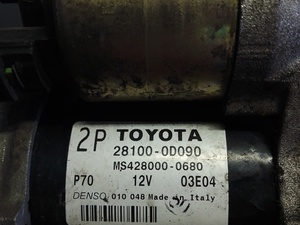 2P TOYOTA
28100-0D090
MS428000-0680
P70 12V 03E04
DENSO 010 048 Made in Italy